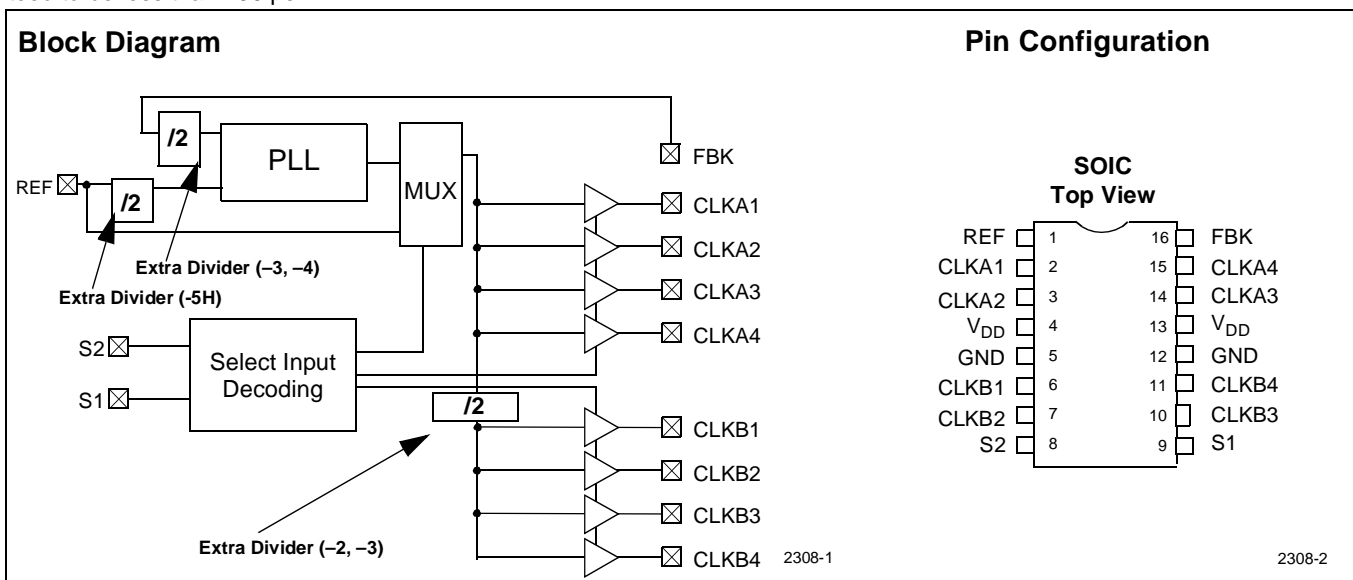 Block Diagram
Pin Configuration
/2
PLL
MUX
FBK
REF
/2
CLKA1
CLKA2
CLKA3
CLKA4
Extra Divider (–3, –4)
Extra Divider (-5H)
S2
S1
Select Input
Decoding
/2
CLKB1
CLKB2
CLKB3
CLKB4
Extra Divider (–2, –3)
2308-1
SOIC
Top View
REF 1 16 FBK
CLKA1 2 15 CLKA4
CLKA2 3 14 CLKA3
VDD 4 13 VDD
GND 5 12 GND
CLKB1 6 11 CLKB4
CLKB2 7 10 CLKB3
S2 8 9 S1
2308-2